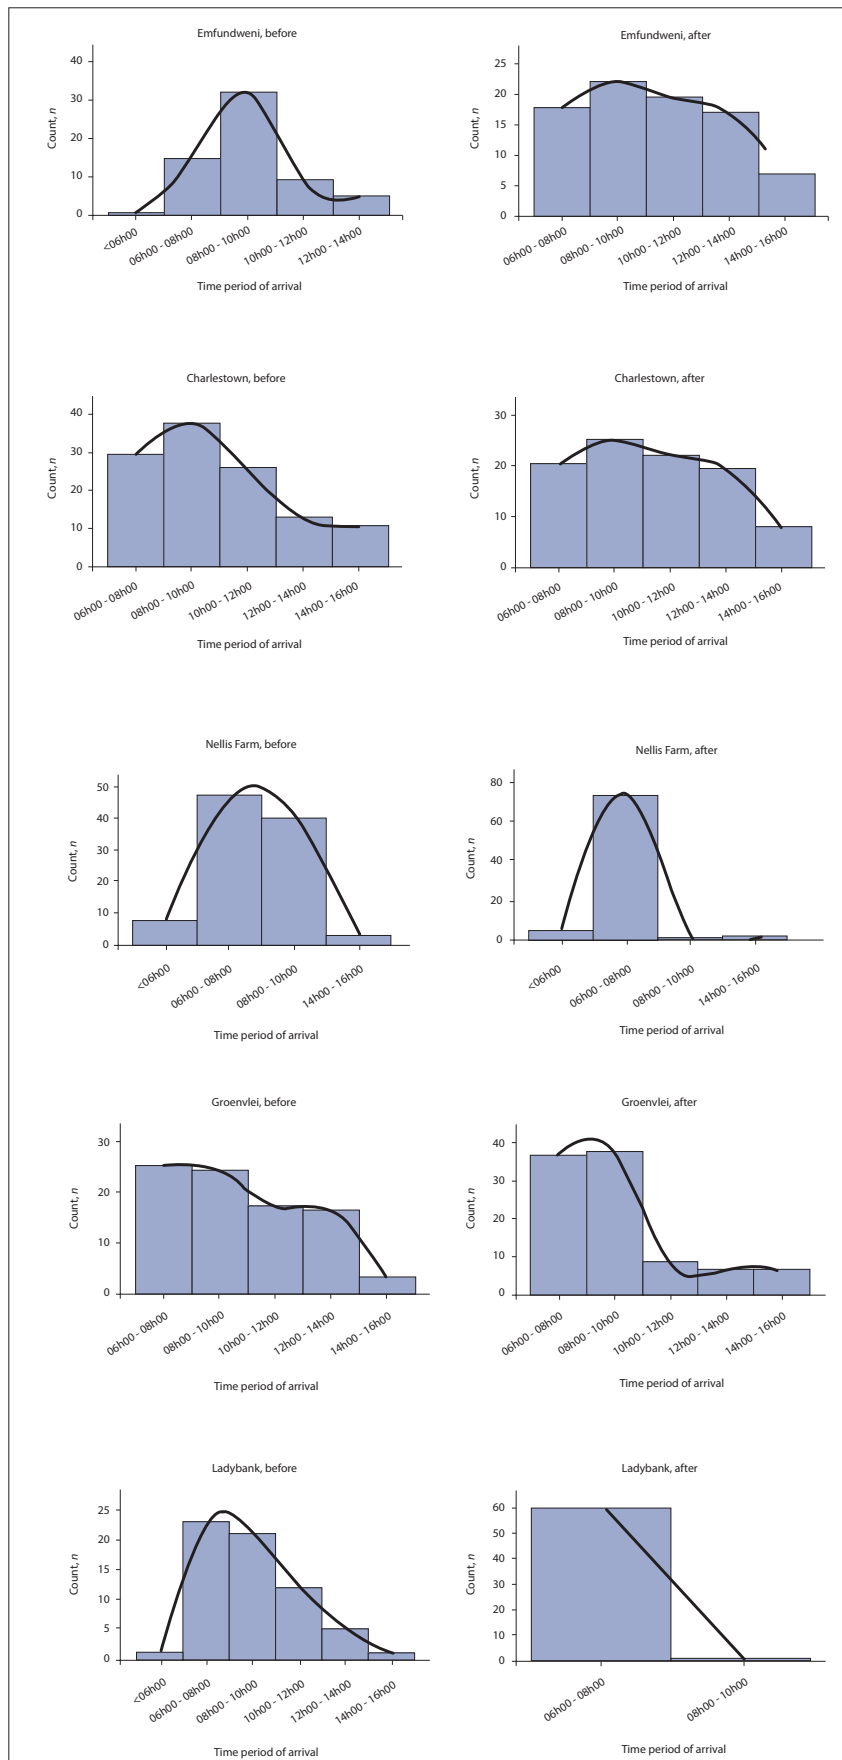 Emfundweni, before
40
30
20
10
0
Count, n
<06h00
06h00 - 08h00
08h00 - 10h00
10h00 - 12h00
12h00 - 14h00
Time period of arrival
Emfundweni, after
25
20
15
10
5
0
Count, n
06h00 - 08h00
08h00 - 10h00
10h00 - 12h00
12h00 - 14h00
14h00 - 16h00
Time period of arrival
Charlestown, before
40
30
20
10
0
Count, n
06h00 - 08h00
08h00 - 10h00
10h00 - 12h00
12h00 - 14h00
14h00 - 16h00
Time period of arrival
Charlestown, after
30
20
10
0
Count, n
06h00 - 08h00
08h00 - 10h00
10h00 - 12h00
12h00 - 14h00
14h00 - 16h00
Time period of arrival
Nellis Farm, before
50
40
30
20
10
0
Count, n
<06h00
06h00 - 08h00
08h00 - 10h00
14h00 - 16h00
Time period of arrival
Nellis Farm, after
80
60
40
20
0
Count, n
<06h00
06h00 - 08h00
08h00 - 10h00
14h00 - 16h00
Time period of arrival
Groenvlei, before
30
20
10
0
Count, n
06h00 - 08h00
08h00 - 10h00
10h00 - 12h00
12h00 - 14h00
14h00 - 16h00
Time period of arrival
Groenvlei, after
40
30
20
10
0
Count, n
06h00 - 08h00
08h00 - 10h00
10h00 - 12h00
12h00 - 14h00
14h00 - 16h00
Time period of arrival
Ladybank, before
25
20
15
10
5
0
Count, n
<06h00
06h00 - 08h00
08h00 - 10h00
10h00 - 12h00
12h00 - 14h00
14h00 - 16h00
Time period of arrival
Ladybank, after
60
50
40
30
20
10
0
Count, n
06h00 - 08h00
08h00 - 10h00
Time period of arrival